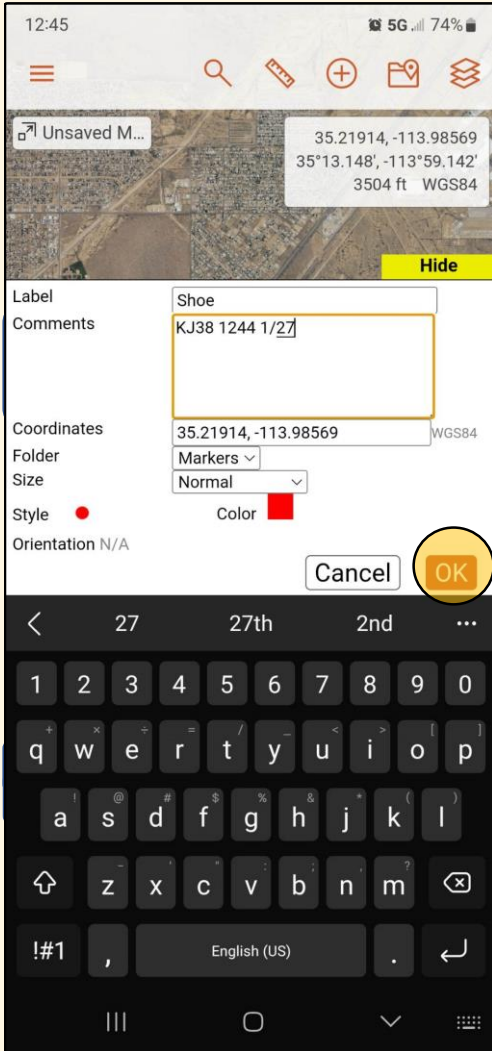 12:45 5G 74%
Unsaved M...
35.21914, -113.98569
35°13.148', -113°59.142'
3504 ft WGS84
Hide
Label Shoe
Comments KJ38 1244 1/27
Coordinates 35.21914, -113.98569 WGS84
Folder Markers
Size Normal
Style Color
Orientation N/A
Cancel OK
27 27th 2nd ...
1 2 3 4 5 6 7 8 9 0
+ × ÷ = / _ < > [ ]
q w e r t y u i o p
! @ # $ % & * ( )
a s d f g h j k l
- ' " : ; , ?
z x c v b n m
!#1 , English (US) .